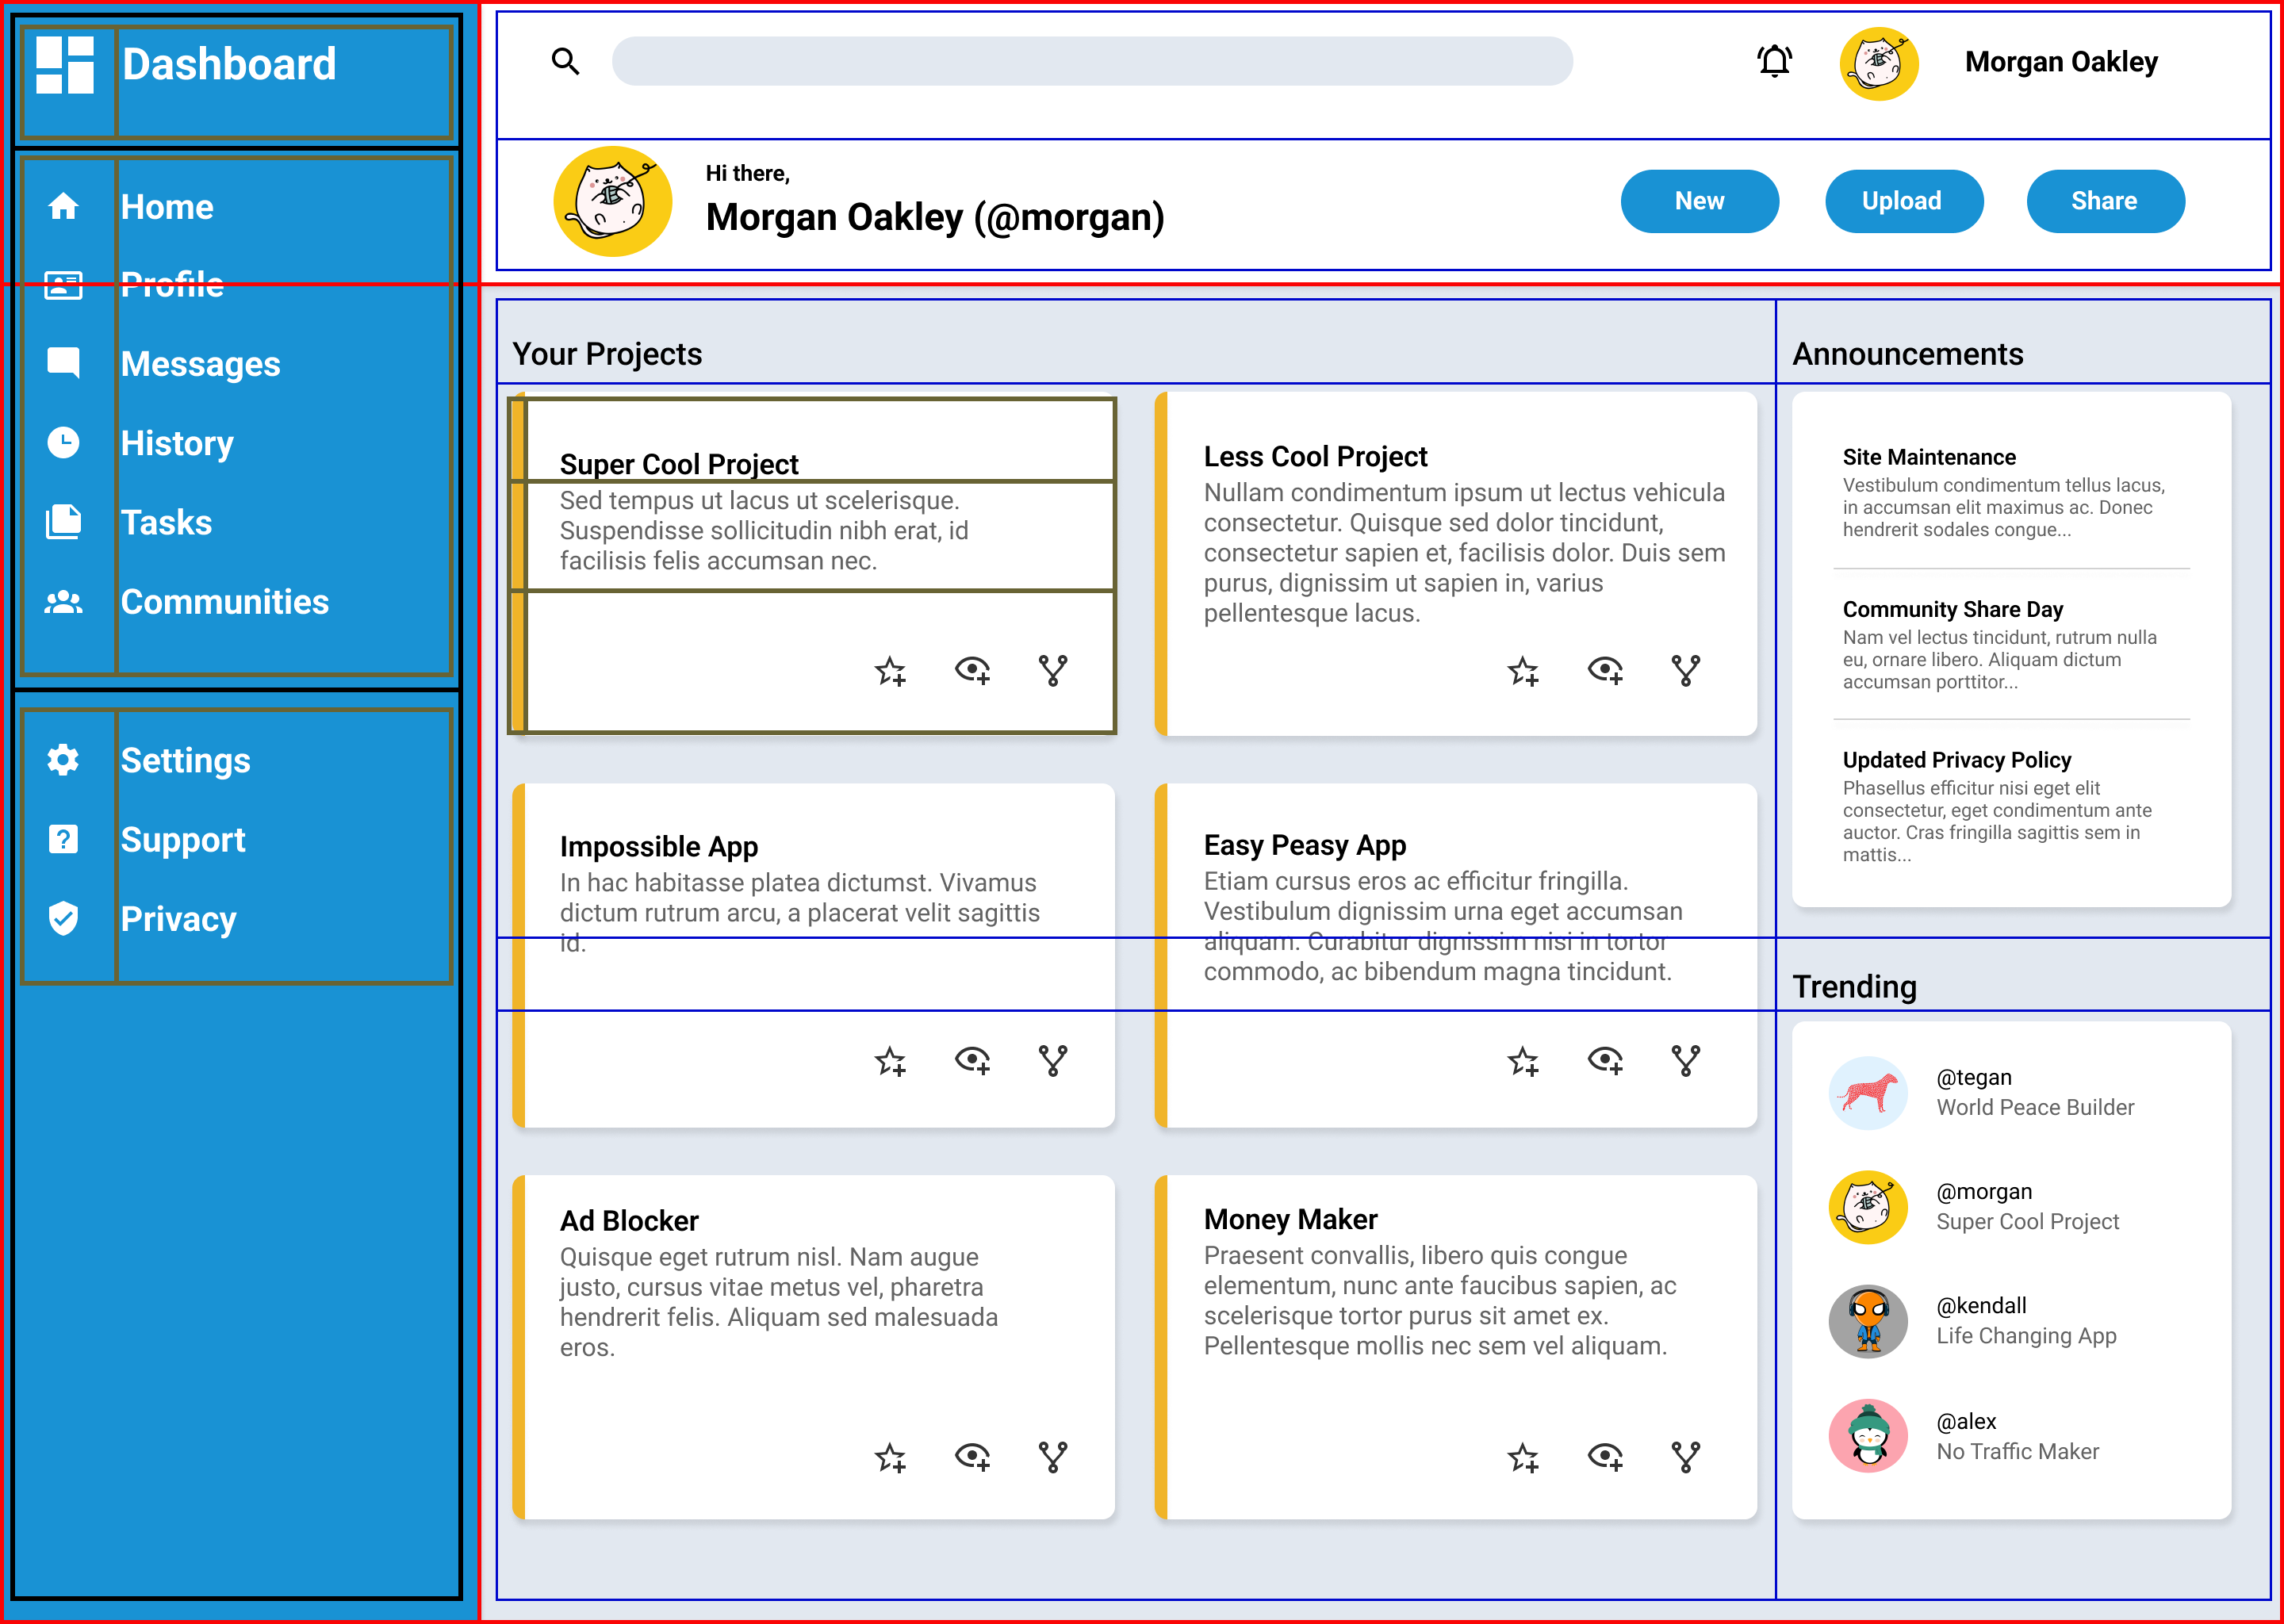 Dashboard
Home
Profile
Messages
History
Tasks
Communities
Settings
Support
Privacy
Morgan Oakley
Hi there,
Morgan Oakley (@morgan)
New
Upload
Share
Your Projects
Super Cool Project
Sed tempus ut lacus ut scelerisque.
Suspendisse sollicitudin nibh erat, id
facilisis felis accumsan nec.
Less Cool Project
Nullam condimentum ipsum ut lectus vehicula
consectetur. Quisque sed dolor tincidunt,
consectetur sapien et, facilisis dolor. Duis sem
purus, dignissim ut sapien in, varius
pellentesque lacus.
Impossible App
In hac habitasse platea dictumst. Vivamus
dictum rutrum arcu, a placerat velit sagittis
id.
Easy Peasy App
Etiam cursus eros ac efficitur fringilla.
Vestibulum dignissim urna eget accumsan
aliquam. Curabitur dignissim nisi in tortor
commodo, ac bibendum magna tincidunt.
Ad Blocker
Quisque eget rutrum nisl. Nam augue
justo, cursus vitae metus vel, pharetra
hendrerit felis. Aliquam sed malesuada
eros.
Money Maker
Praesent convallis, libero quis congue
elementum, nunc ante faucibus sapien, ac
scelerisque tortor purus sit amet ex.
Pellentesque mollis nec sem vel aliquam.
Announcements
Site Maintenance
Vestibulum condimentum tellus lacus,
in accumsan elit maximus ac. Donec
hendrerit sodales congue...
Community Share Day
Nam vel lectus tincidunt, rutrum nulla
eu, ornare libero. Aliquam dictum
accumsan porttitor...
Updated Privacy Policy
Phasellus efficitur nisi eget elit
consectetur, eget condimentum ante
auctor. Cras fringilla sagittis sem in
mattis...
Trending
@tegan
World Peace Builder
@morgan
Super Cool Project
@kendall
Life Changing App
@alex
No Traffic Maker